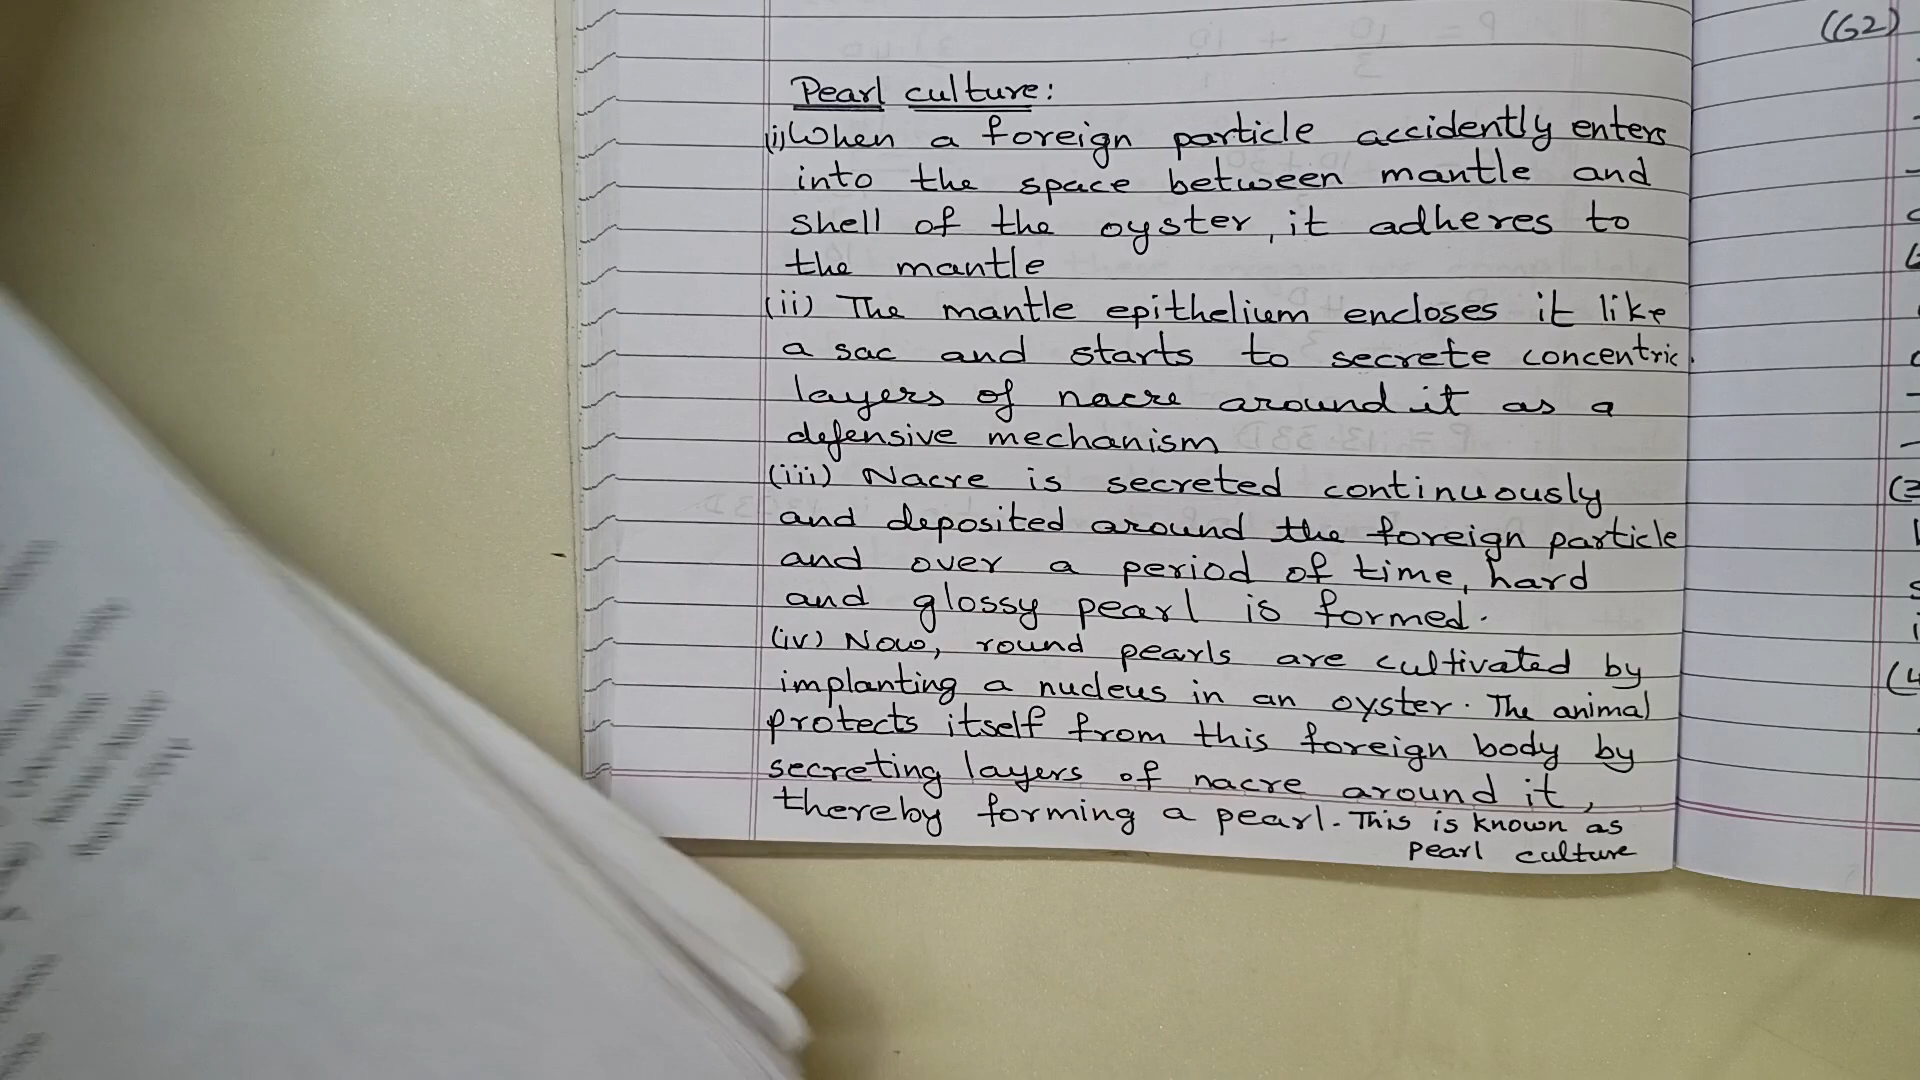 (G2)
Pearl culture:
(i) When a foreign particle accidently enters
into the space between mantle and
shell of the oyster, it adheres to
the mantle
(ii) The mantle epithelium encloses it like
a sac and starts to secrete concentric
layers of nacre around it as a
defensive mechanism
(iii) Nacre is secreted continuously
and deposited around the foreign particle
and over a period of time, hard
and glossy pearl is formed.
(iv) Now, round pearls are cultivated by
implanting a nucleus in an oyster. The animal
protects itself from this foreign body by
secreting layers of nacre around it,
thereby forming a pearl. This is known as
pearl culture